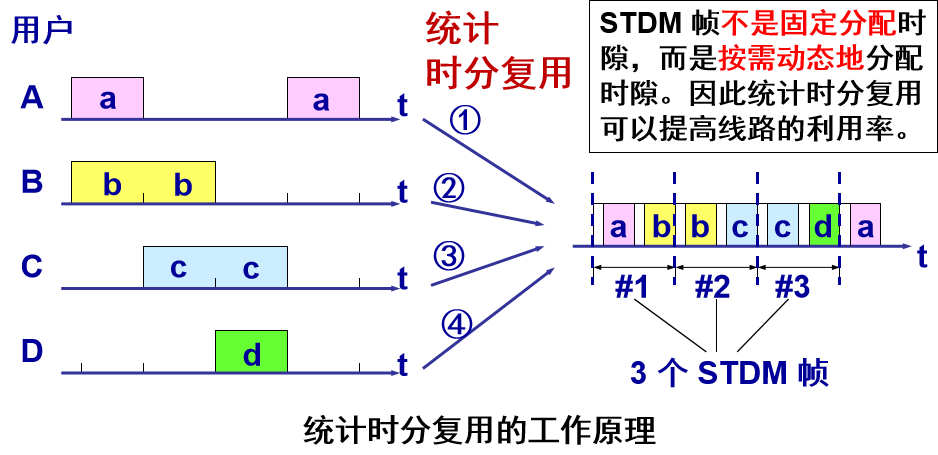 用户
统计
时分复用
STDM 帧不是固定分配时
隙，而是按需动态地分配
时隙。因此统计时分复用
可以提高线路的利用率。
A
a
a
t
①
B
b
b
t
②
C
c
c
t
③
D
d
t
④
a b b c c d a
t
#1 #2 #3
3 个 STDM 帧
统计时分复用的工作原理